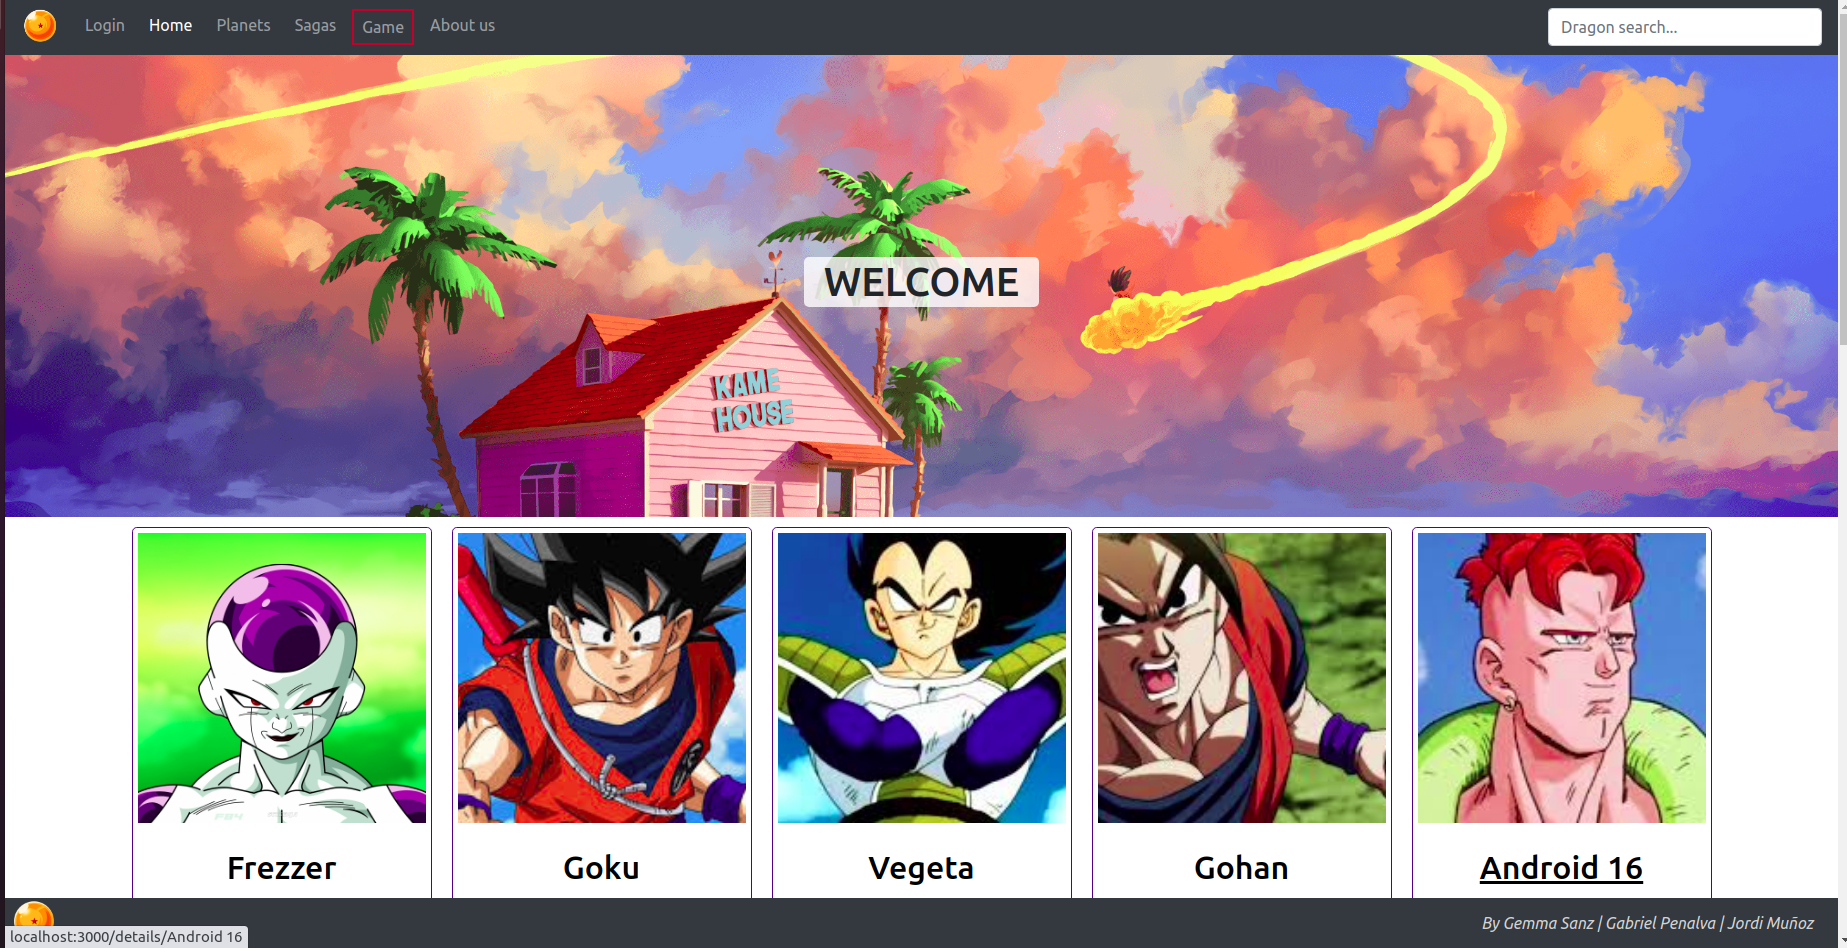 Login Home Planets Sagas Game About us Dragon search...
WELCOME
KAME
HOUSE
Frezzer Goku Vegeta Gohan Android 16
By Gemma Sanz | Gabriel Penalva | Jordi Muñoz
localhost:3000/details/Android 16